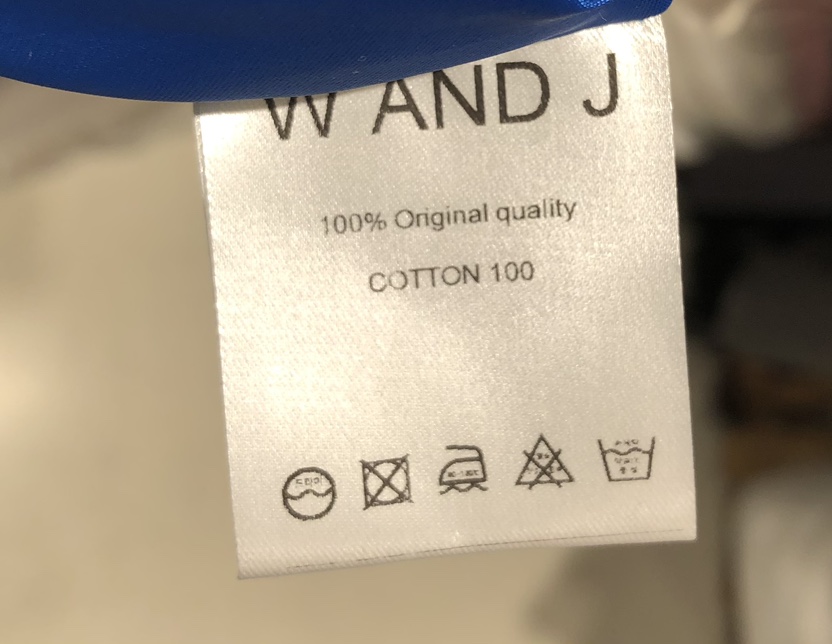 W AND J
100% Original quality
COTTON 100